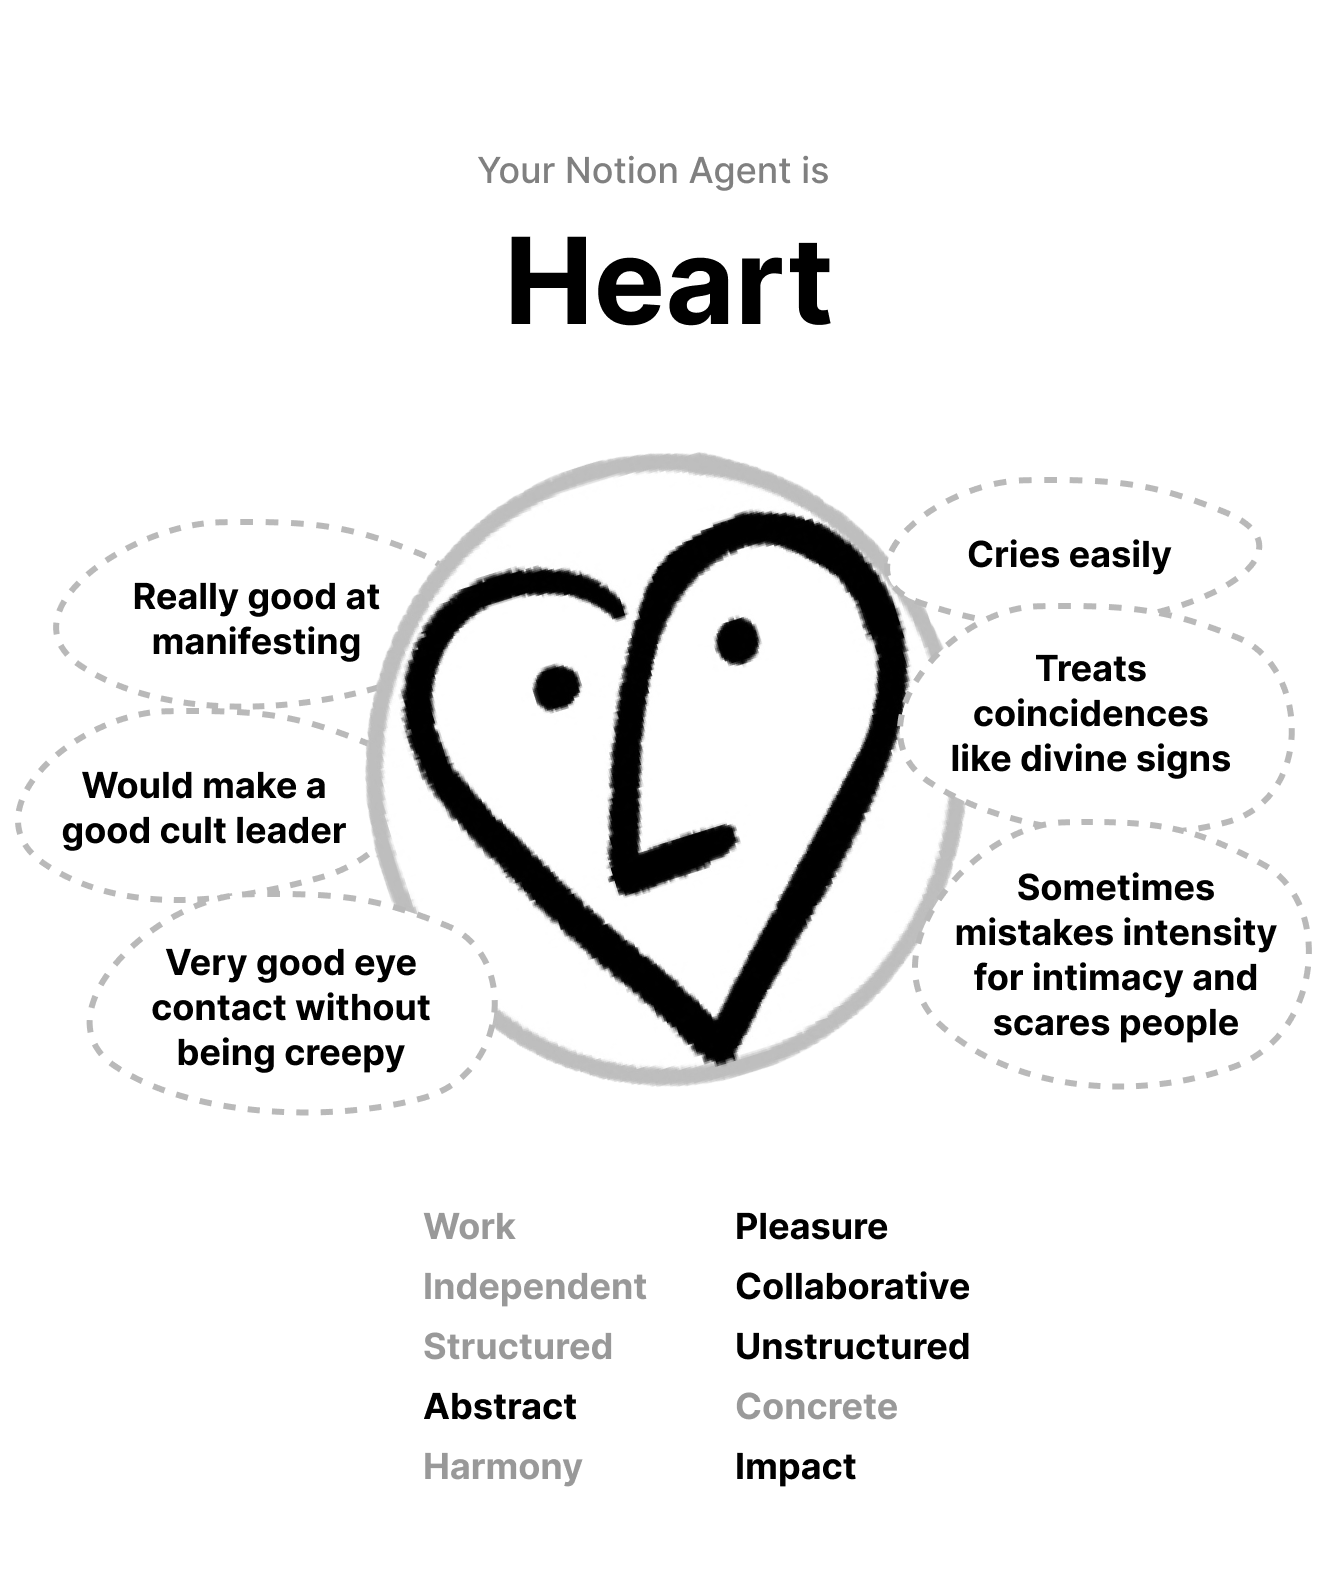 Your Notion Agent is
Heart
Really good at
manifesting
Would make a
good cult leader
Very good eye
contact without
being creepy
Cries easily
Treats
coincidences
like divine signs
Sometimes
mistakes intensity
for intimacy and
scares people
Work Pleasure
Independent Collaborative
Structured Unstructured
Abstract Concrete
Harmony Impact